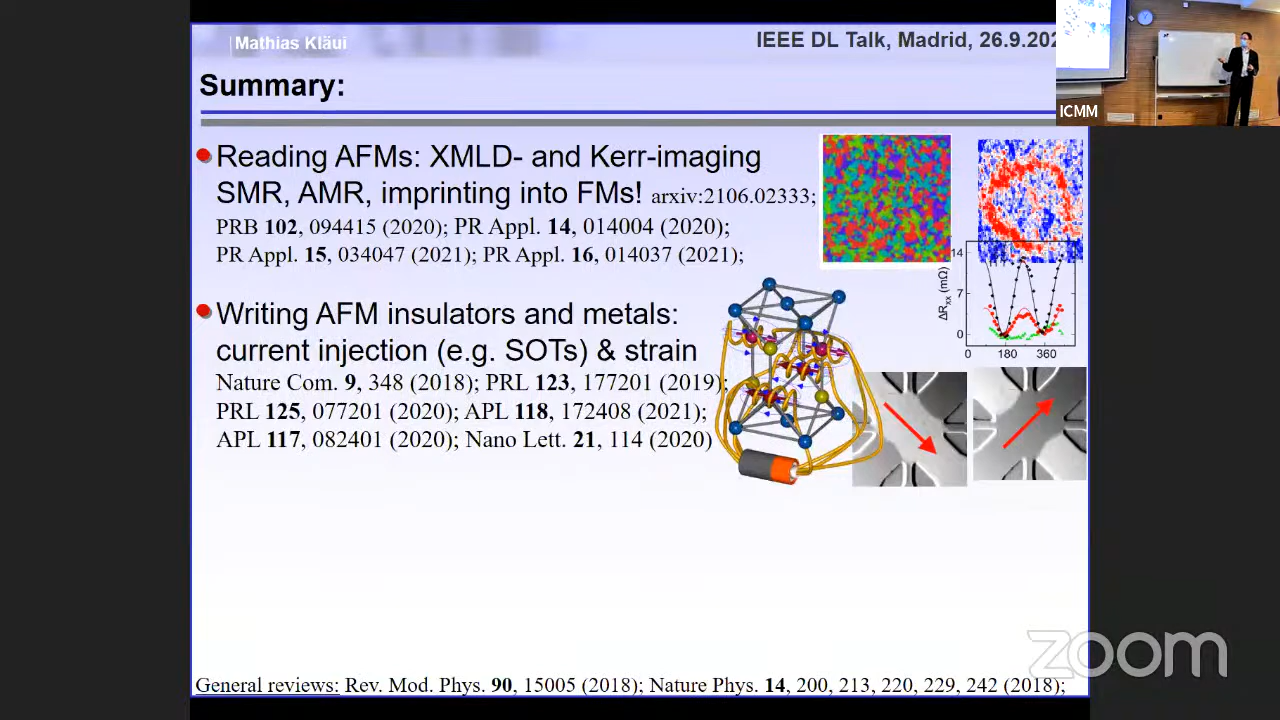 Mathias Kläui
IEEE DL Talk, Madrid, 26.9.202
ICMM
Summary:
Reading AFMs: XMLD- and Kerr-imaging
SMR, AMR, imprinting into FMs! arxiv:2106.02333;
PRB 102, 094415 (2020); PR Appl. 14, 014004 (2020);
PR Appl. 15, 034047 (2021); PR Appl. 16, 014037 (2021);
14
7
0
ΔRxx (mΩ)
0 180 360
Writing AFM insulators and metals:
current injection (e.g. SOTs) & strain
Nature Com. 9, 348 (2018); PRL 123, 177201 (2019);
PRL 125, 077201 (2020); APL 118, 172408 (2021);
APL 117, 082401 (2020); Nano Lett. 21, 114 (2020)
zoom
General reviews: Rev. Mod. Phys. 90, 15005 (2018); Nature Phys. 14, 200, 213, 220, 229, 242 (2018);